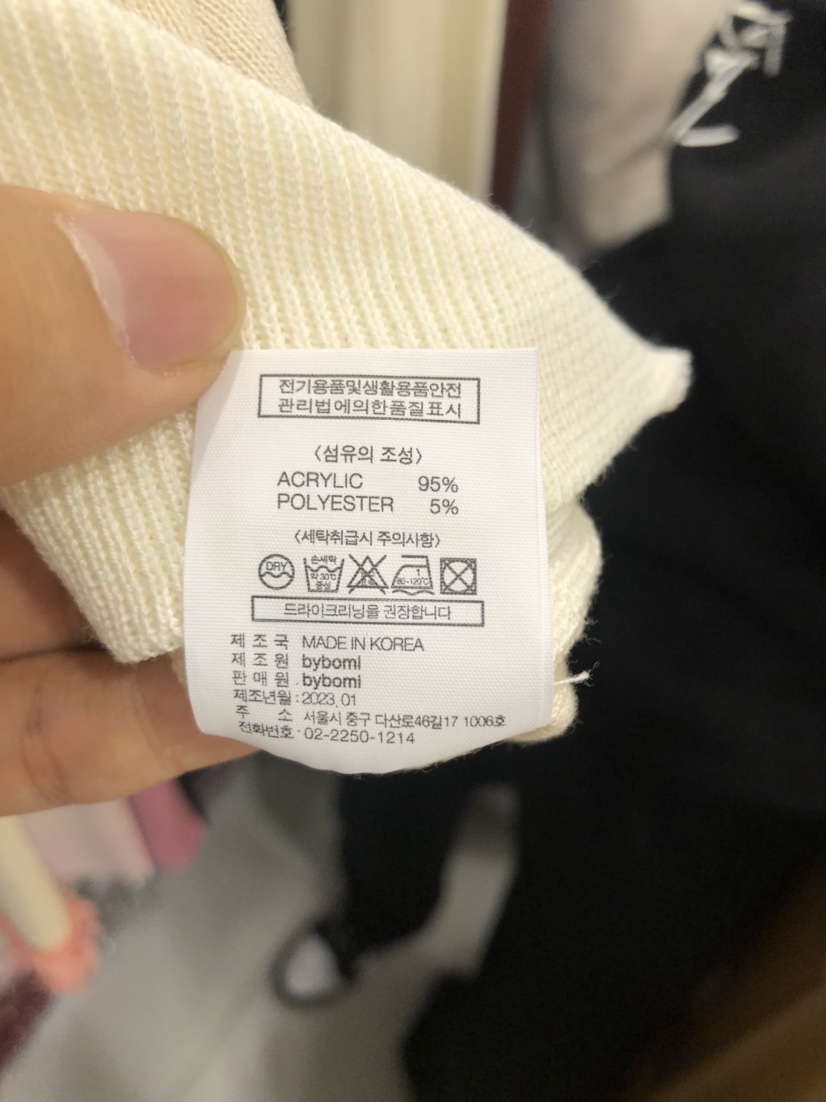 전기용품및생활용품안전
관리법에의한품질표시
〈섬유의 조성〉
ACRYLIC 95%
POLYESTER 5%
〈세탁취급시 주의사항〉
DRY 손세탁 약30℃ 중성 1 80~120℃
드라이크리닝을 권장합니다
제 조 국 MADE IN KOREA
제 조 원 bybomi
판 매 원 . bybomi
제조년월 : 2023. 01
주 소 서울시 중구 다산로46길17 1006호
전화번호 · 02-2250-1214